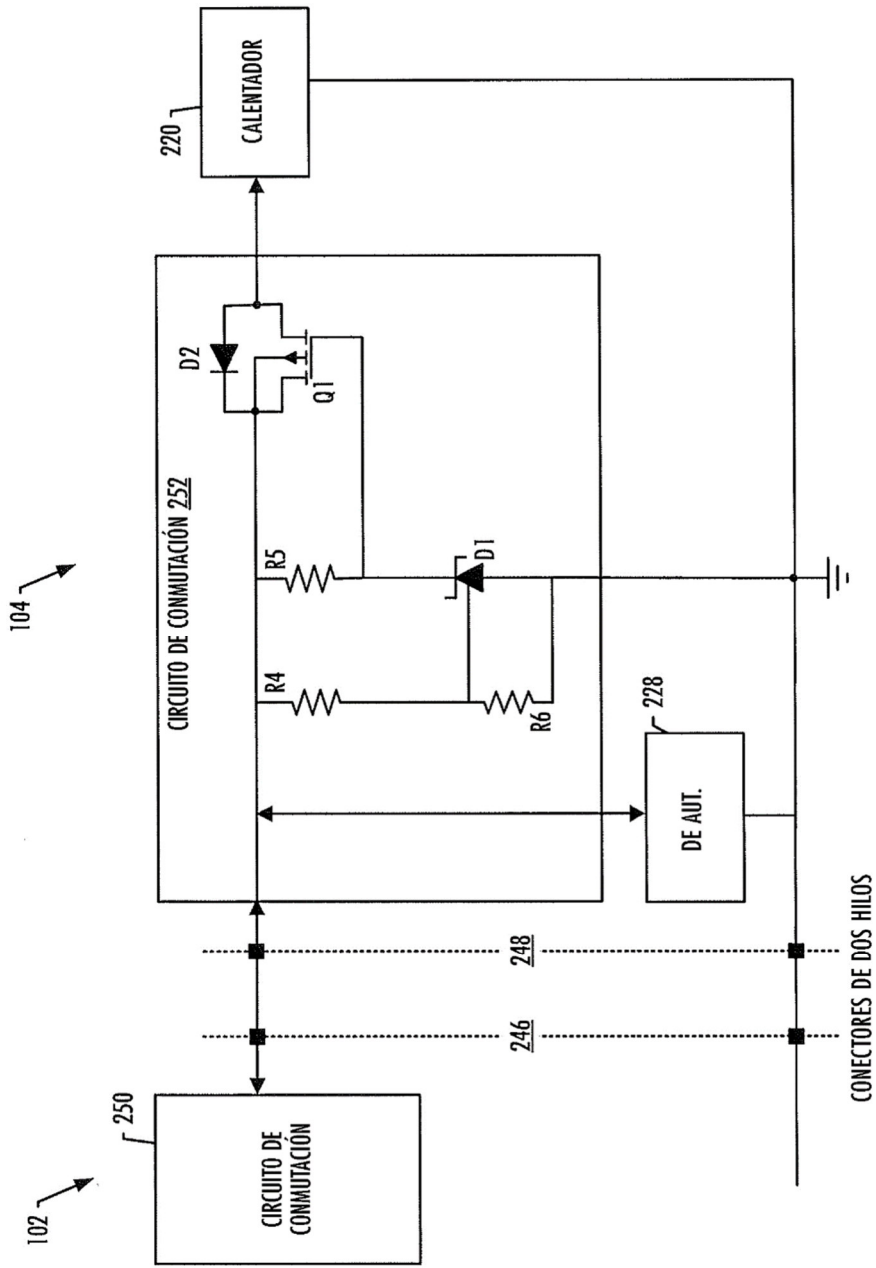 104
102
250
CIRCUITO DE
CONMUTACIÓN
246
248
CONECTORES DE DOS HILOS
CIRCUITO DE CONMUTACIÓN 252
R4
R5
R6
D1
D2
Q1
228
DE AUT.
220
CALENTADOR